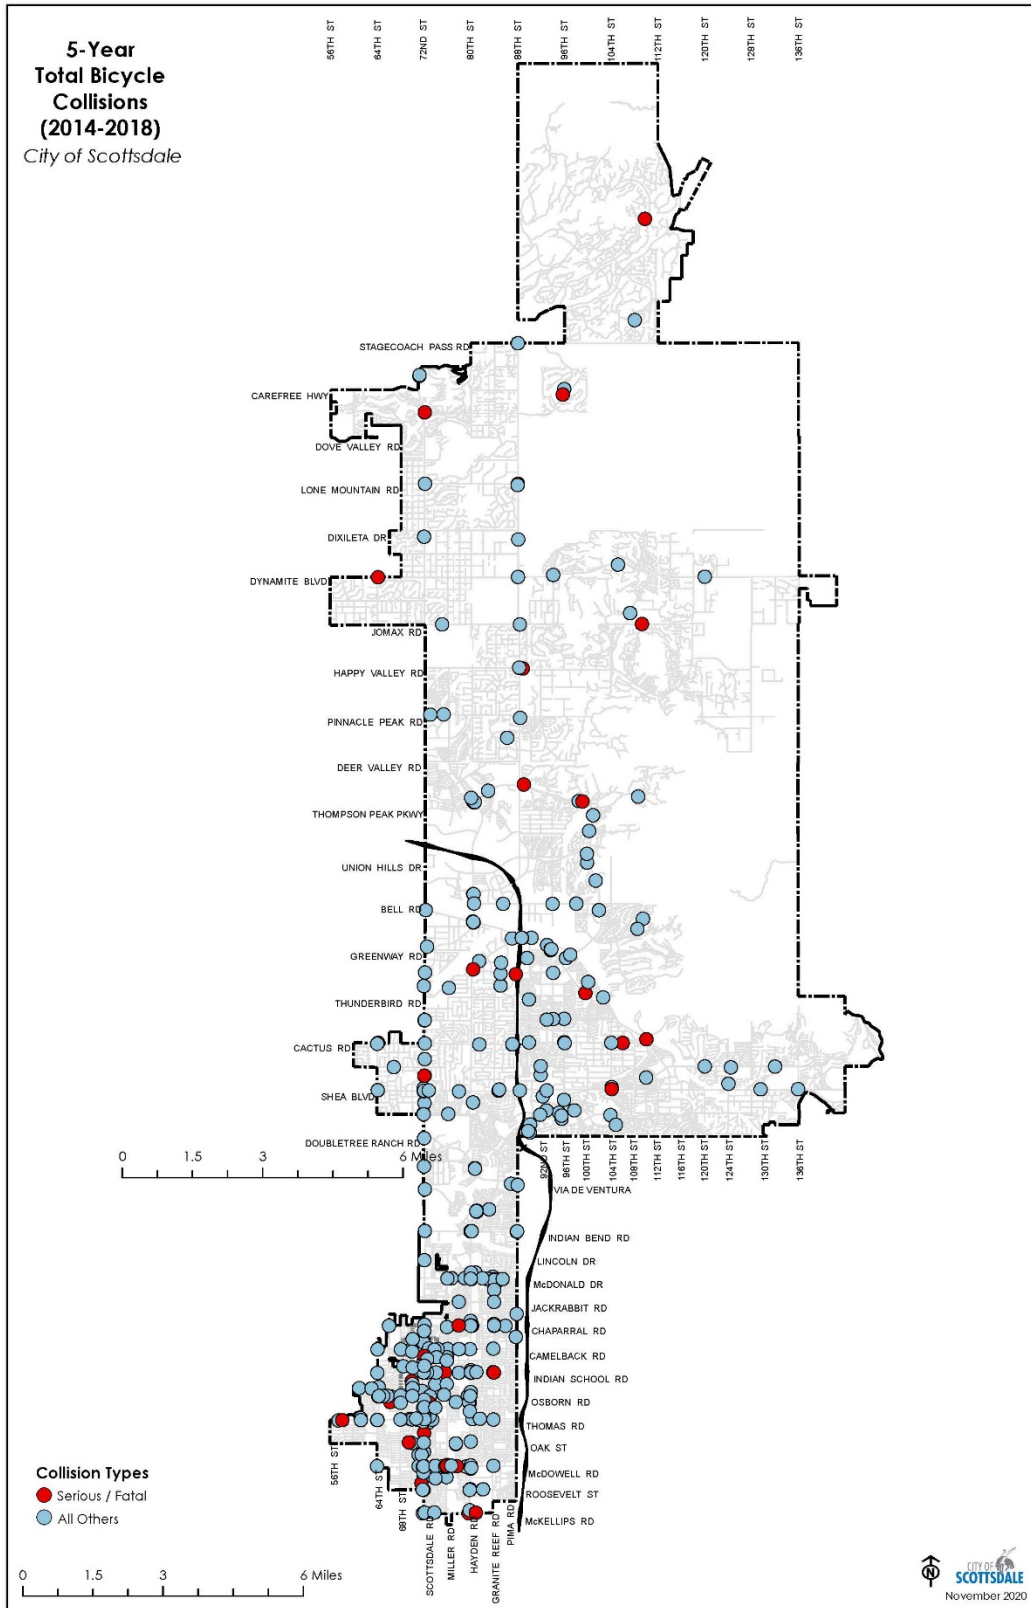 5-Year
Total Bicycle
Collisions
(2014-2018)
City of Scottsdale
56TH ST
64TH ST
72ND ST
80TH ST
88TH ST
96TH ST
104TH ST
112TH ST
120TH ST
128TH ST
136TH ST
STAGECOACH PASS RD
CAREFREE HWY
DOVE VALLEY RD
LONE MOUNTAIN RD
DIXILETA DR
DYNAMITE BLVD
JOMAX RD
HAPPY VALLEY RD
PINNACLE PEAK RD
DEER VALLEY RD
THOMPSON PEAK PKWY
UNION HILLS DR
BELL RD
GREENWAY RD
THUNDERBIRD RD
CACTUS RD
SHEA BLVD
DOUBLETREE RANCH RD
0 1.5 3 6 Miles
92ND ST
96TH ST
100TH ST
104TH ST
108TH ST
112TH ST
116TH ST
120TH ST
124TH ST
130TH ST
136TH ST
VIA DE VENTURA
INDIAN BEND RD
LINCOLN DR
McDONALD DR
JACKRABBIT RD
CHAPARRAL RD
CAMELBACK RD
INDIAN SCHOOL RD
OSBORN RD
THOMAS RD
OAK ST
McDOWELL RD
ROOSEVELT ST
McKELLIPS RD
56TH ST
64TH ST
68TH ST
SCOTTSDALE RD
MILLER RD
HAYDEN RD
GRANITE REEF RD
PIMA RD
Collision Types
Serious / Fatal
All Others
0 1.5 3 6 Miles
N
CITY OF
SCOTTSDALE
November 2020